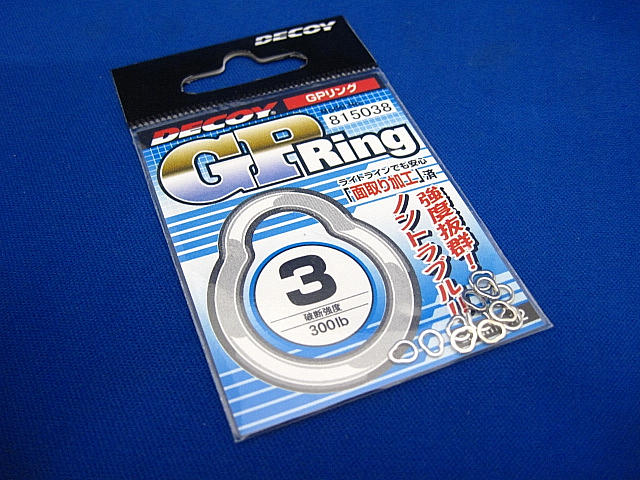 DECOY
DECOY
GPリング
815038
GP Ring
ライトラインでも安心
「面取り加工」済
強度抜群!
ノントラブル!!
3
破断強度
300lb